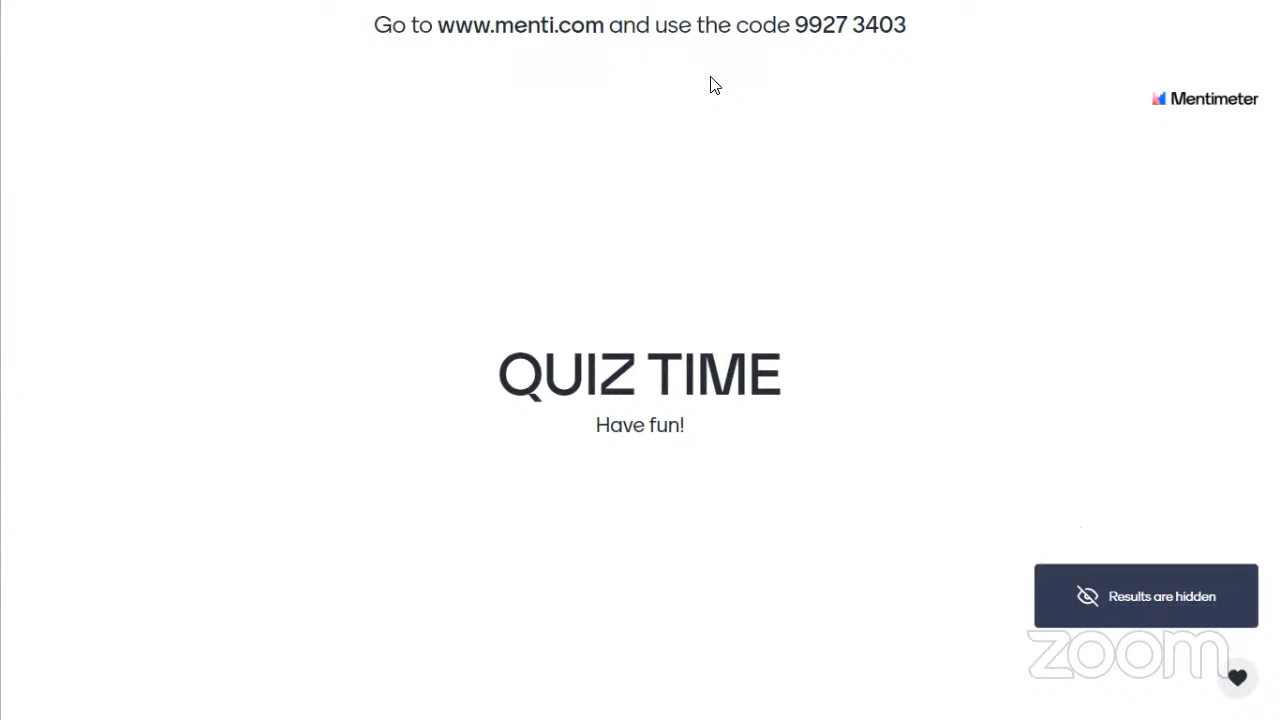 Go to www.menti.com and use the code 9927 3403
Mentimeter
QUIZ TIME
Have fun!
Results are hidden
zoom